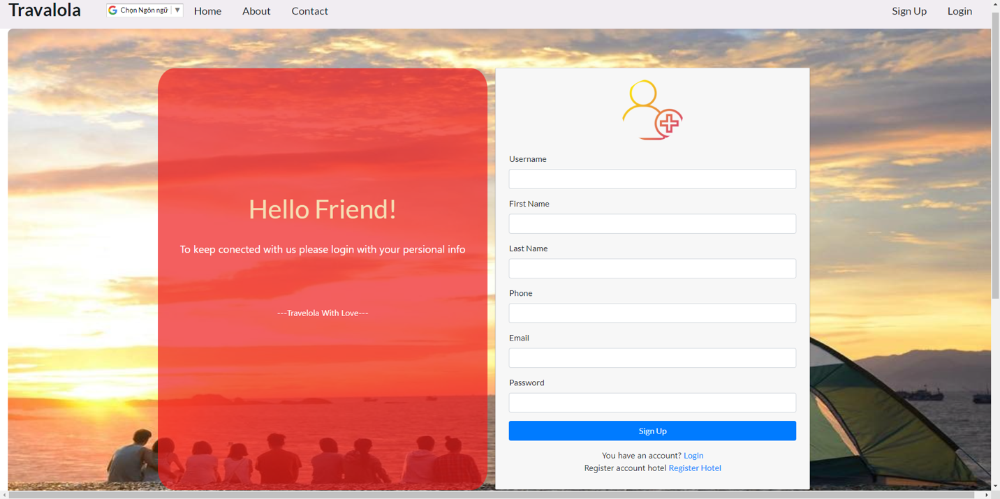 Travalola
Chọn Ngôn ngữ ▼
Home
About
Contact
Sign Up
Login
Hello Friend!
To keep conected with us please login with your persional info
---Travelola With Love---
Username
First Name
Last Name
Phone
Email
Password
Sign Up
You have an account? Login
Register account hotel Register Hotel